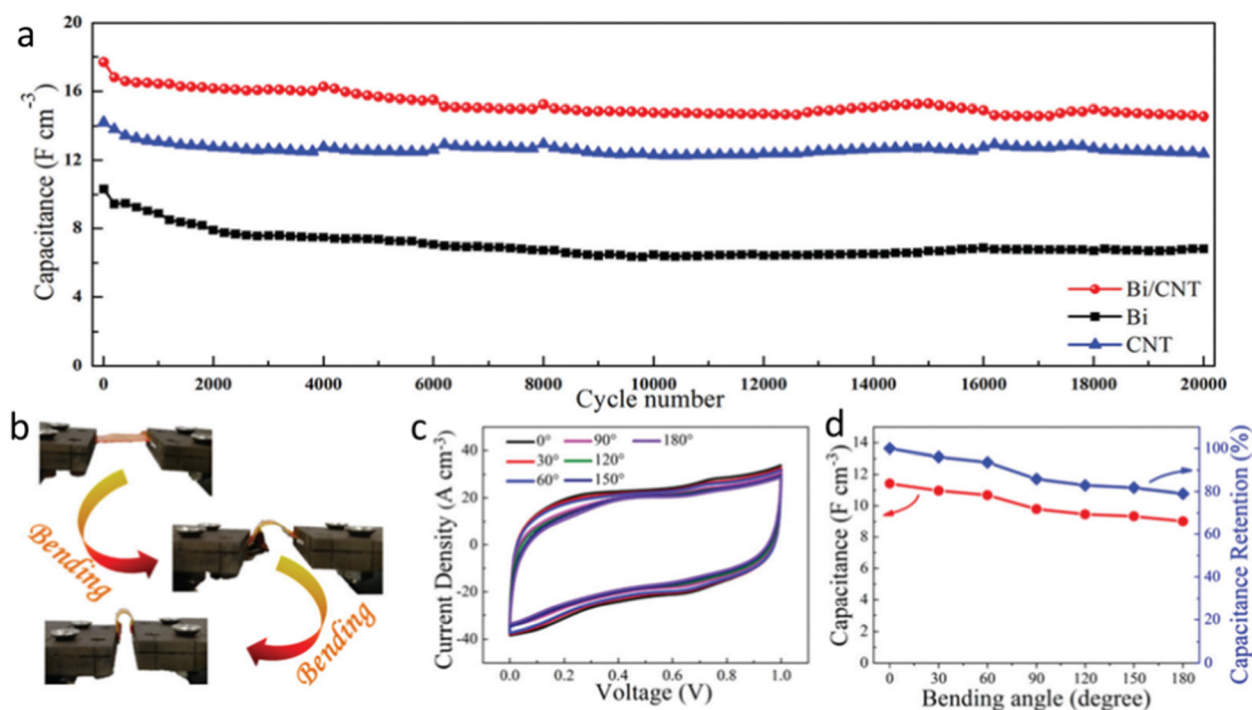 a
20
16
12
8
4
0
Capacitance (F cm⁻³)
Bi/CNT
Bi
CNT
0 2000 4000 6000 8000 10000 12000 14000 16000 18000 20000
Cycle number
b
Bending
Bending
c
40
20
0
-20
-40
Current Density (A cm⁻³)
0° 90° 180°
30° 120°
60° 150°
0.0 0.2 0.4 0.6 0.8 1.0
Voltage (V)
d
14
12
10
8
6
4
2
0
Capacitance (F cm⁻³)
100
80
60
40
20
0
Capacitance Retention (%)
0 30 60 90 120 150 180
Bending angle (degree)